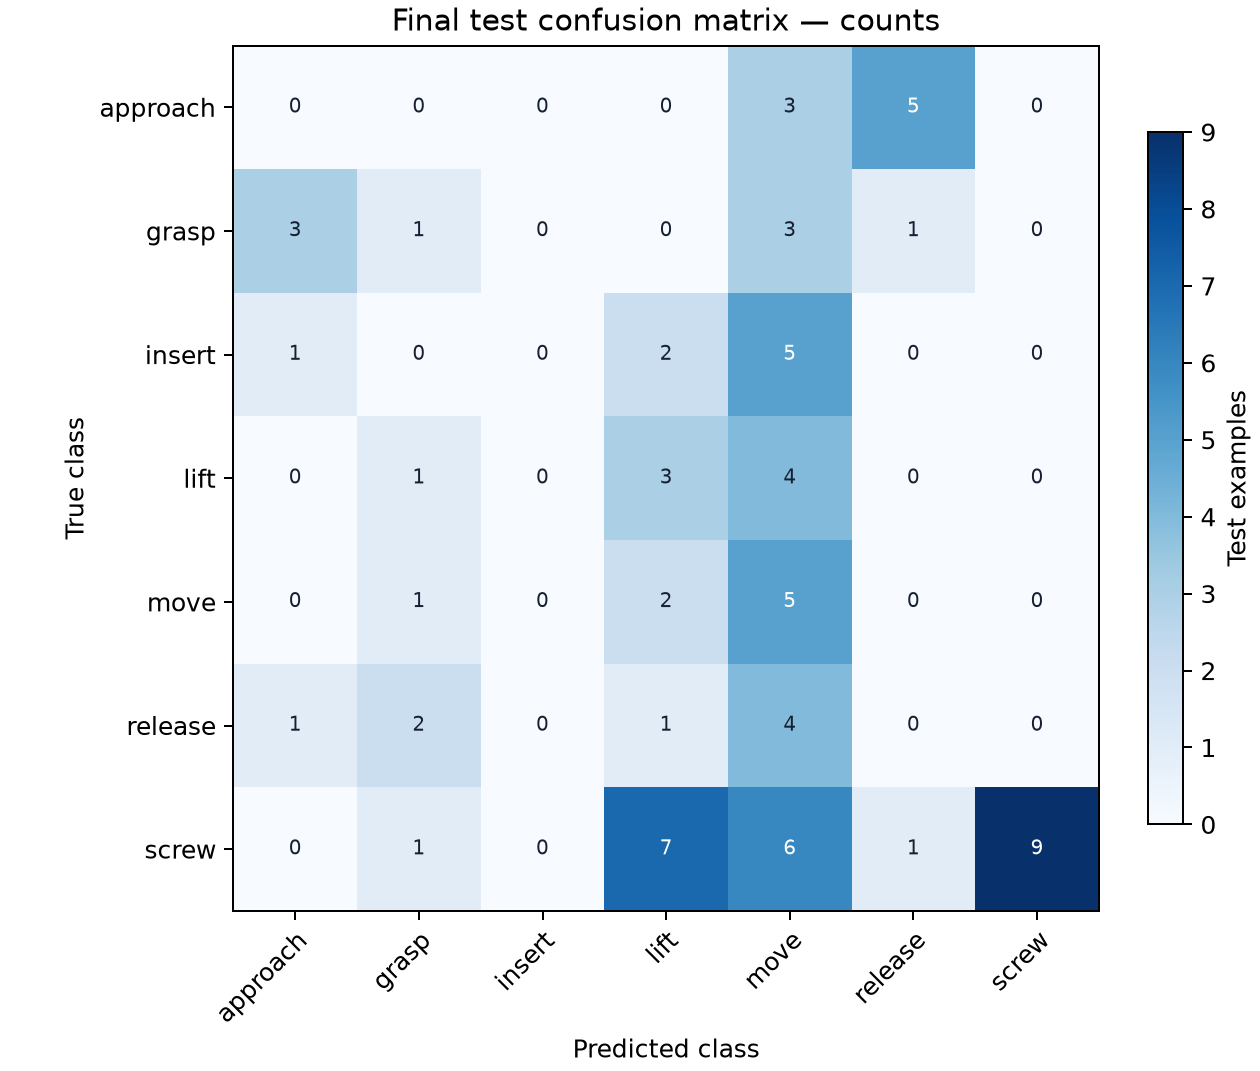 Final test confusion matrix — counts
approach 0 0 0 0 3 5 0
grasp 3 1 0 0 3 1 0
insert 1 0 0 2 5 0 0
lift 0 1 0 3 4 0 0
move 0 1 0 2 5 0 0
release 1 2 0 1 4 0 0
screw 0 1 0 7 6 1 9
True class
approach grasp insert lift move release screw
Predicted class
9
8
7
6
5
4
3
2
1
0
Test examples